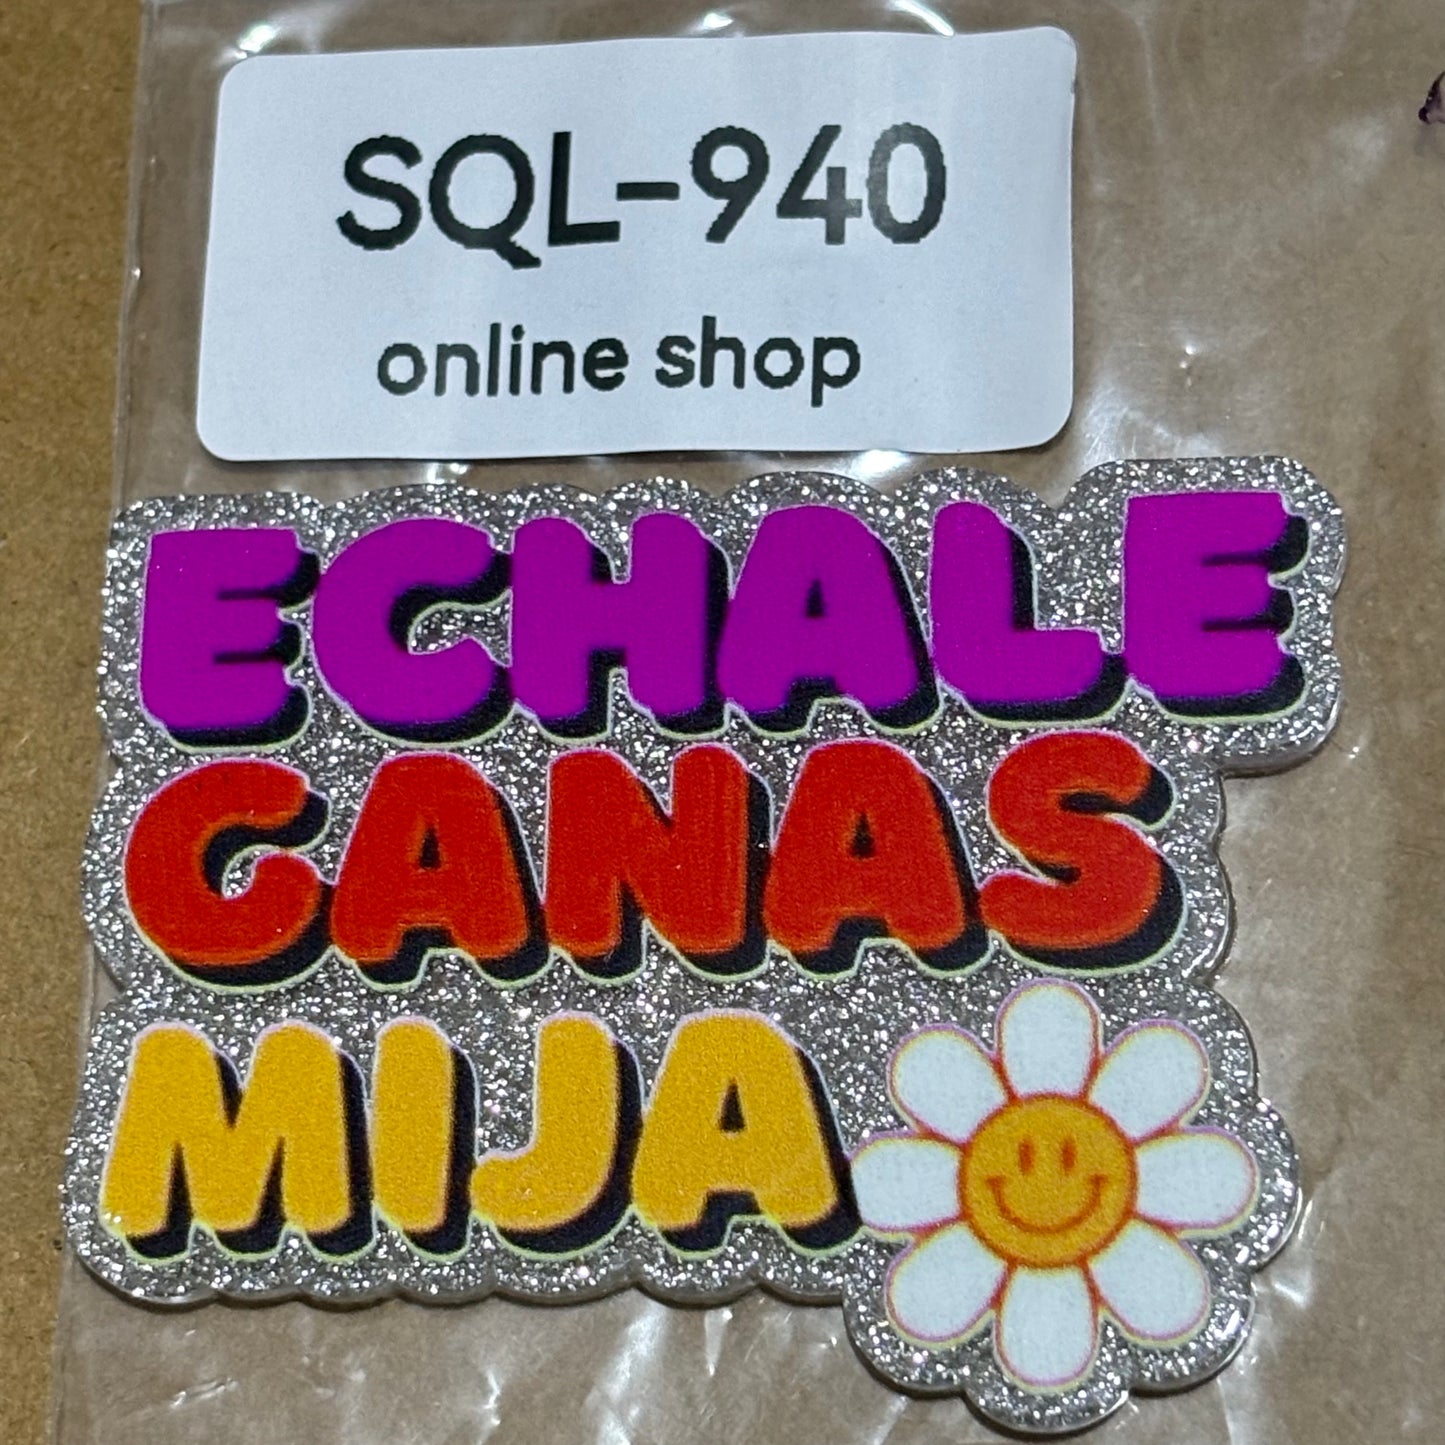 SQL-940
online shop
ECHALE
GANAS
MIJA